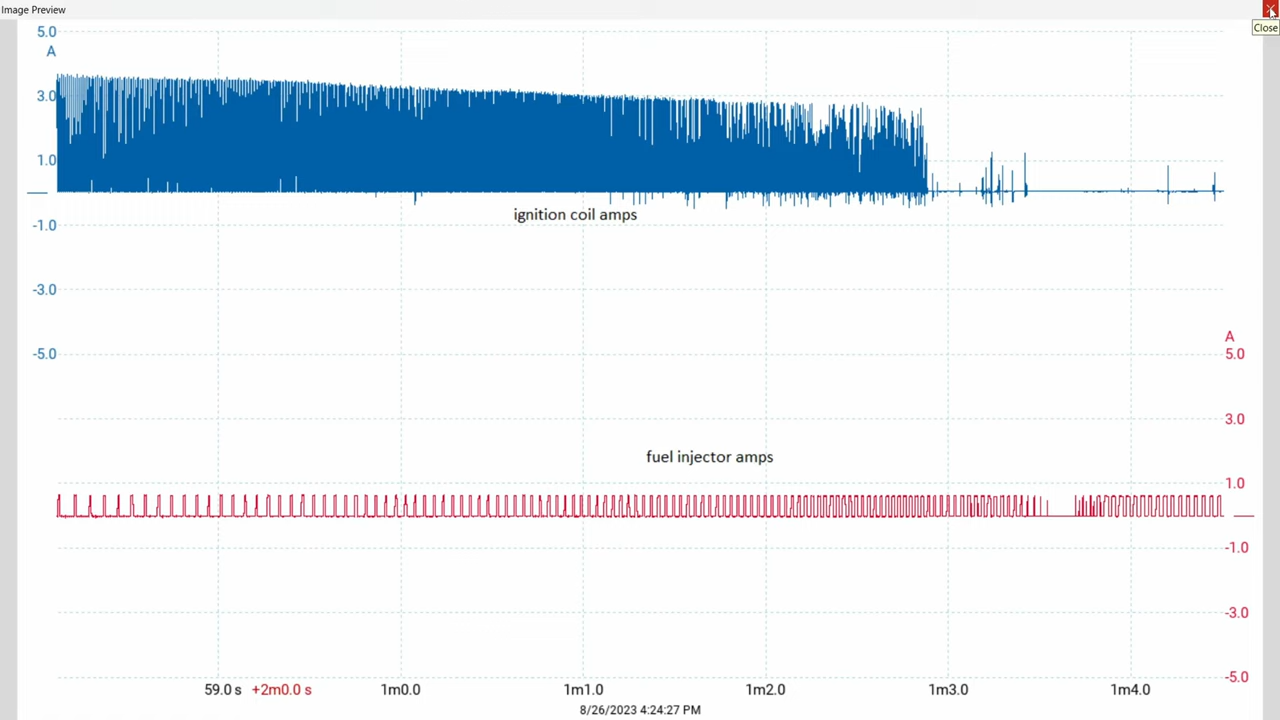 Image Preview
Close
5.0
A
3.0
1.0
ignition coil amps
-1.0
-3.0
A
-5.0
5.0
3.0
fuel injector amps
1.0
-1.0
-3.0
-5.0
59.0 s +2m0.0 s 1m0.0 1m1.0 1m2.0 1m3.0 1m4.0
8/26/2023 4:24:27 PM